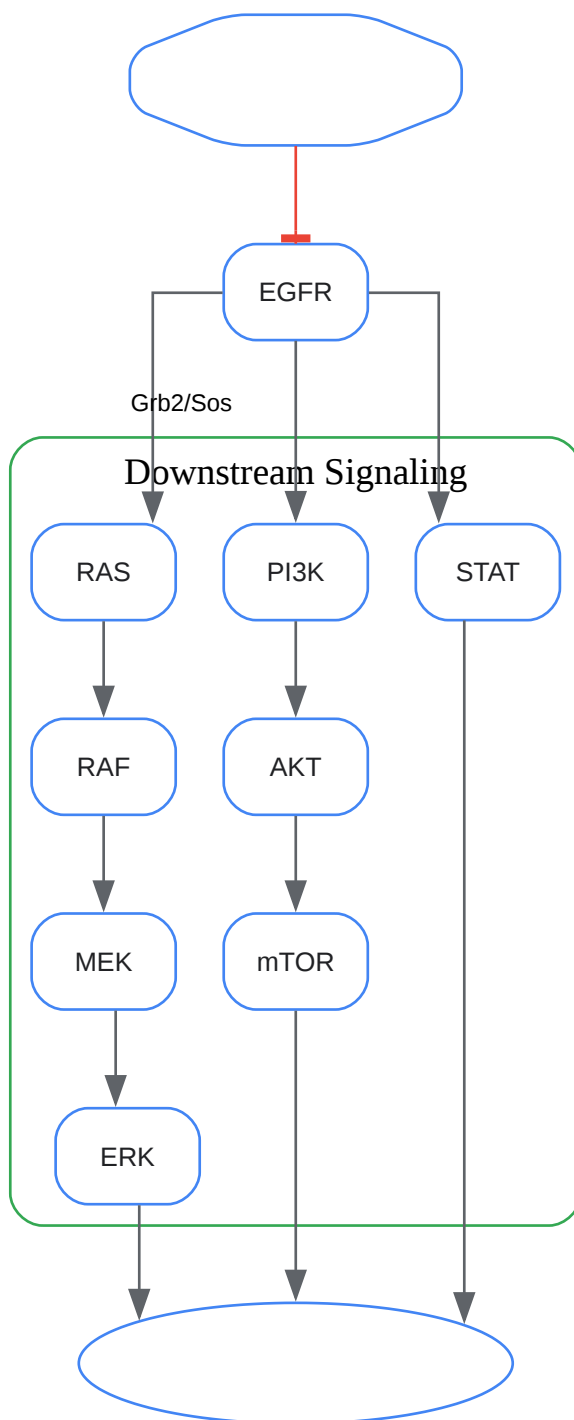 EGFR
Grb2/Sos
Downstream Signaling
RAS
PI3K
STAT
RAF
AKT
MEK
mTOR
ERK